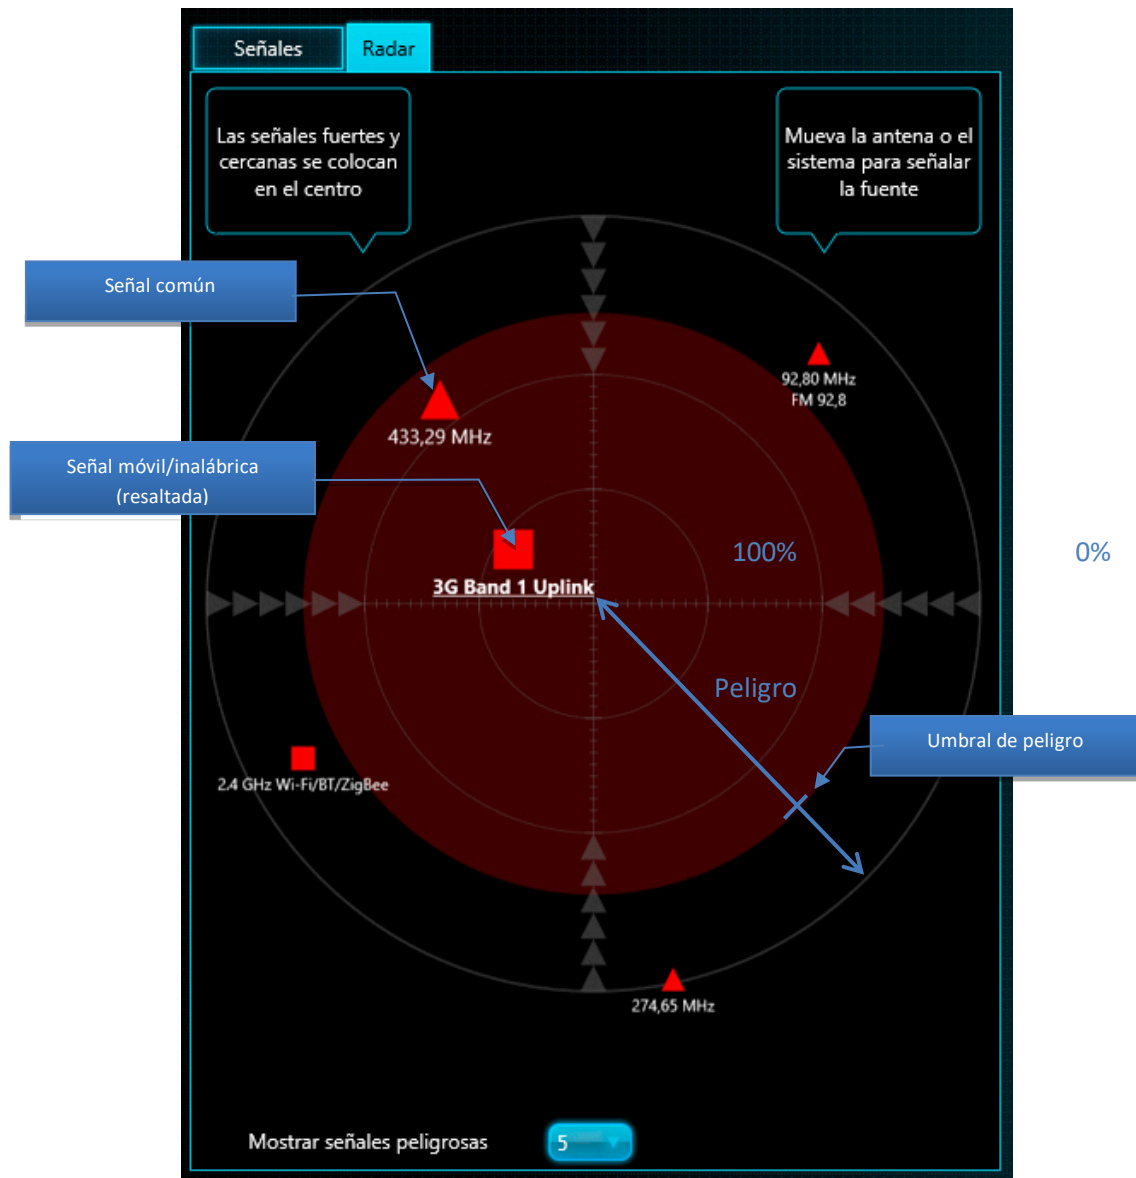 Señales
Radar
Las señales fuertes y
cercanas se colocan
en el centro
Mueva la antena o el
sistema para señalar
la fuente
Señal común
92,80 MHz
FM 92,8
433,29 MHz
Señal móvil/inalábrica
(resaltada)
100%
0%
3G Band 1 Uplink
Peligro
Umbral de peligro
2.4 GHz Wi-Fi/BT/ZigBee
274,65 MHz
Mostrar señales peligrosas
5